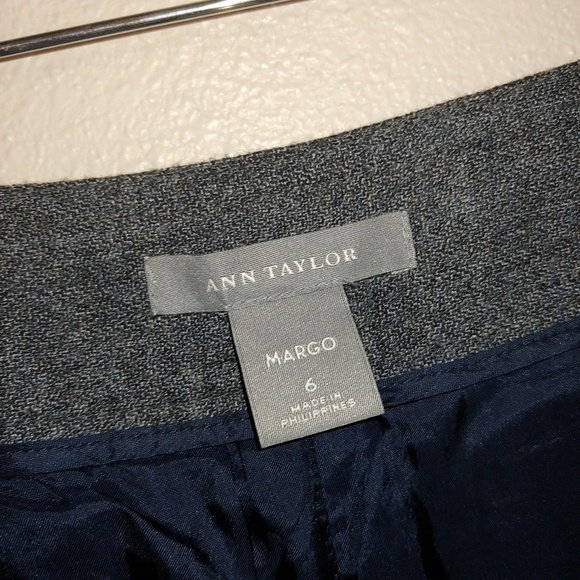 ANN TAYLOR
MARGO
6
MADE IN
PHILIPPINES